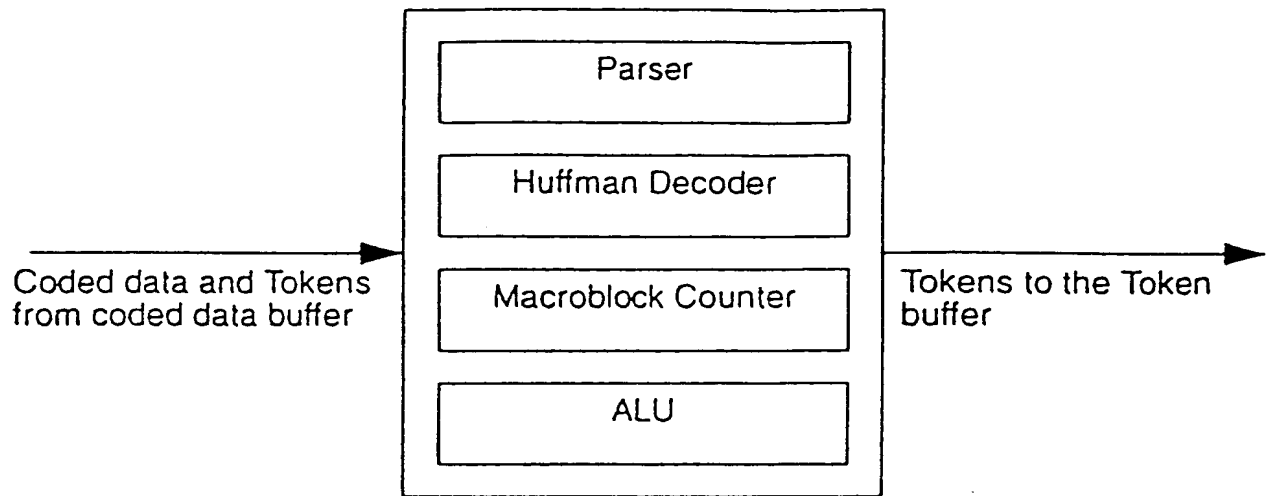 Parser
Huffman Decoder
Macroblock Counter
ALU
Coded data and Tokens
from coded data buffer
Tokens to the Token
buffer